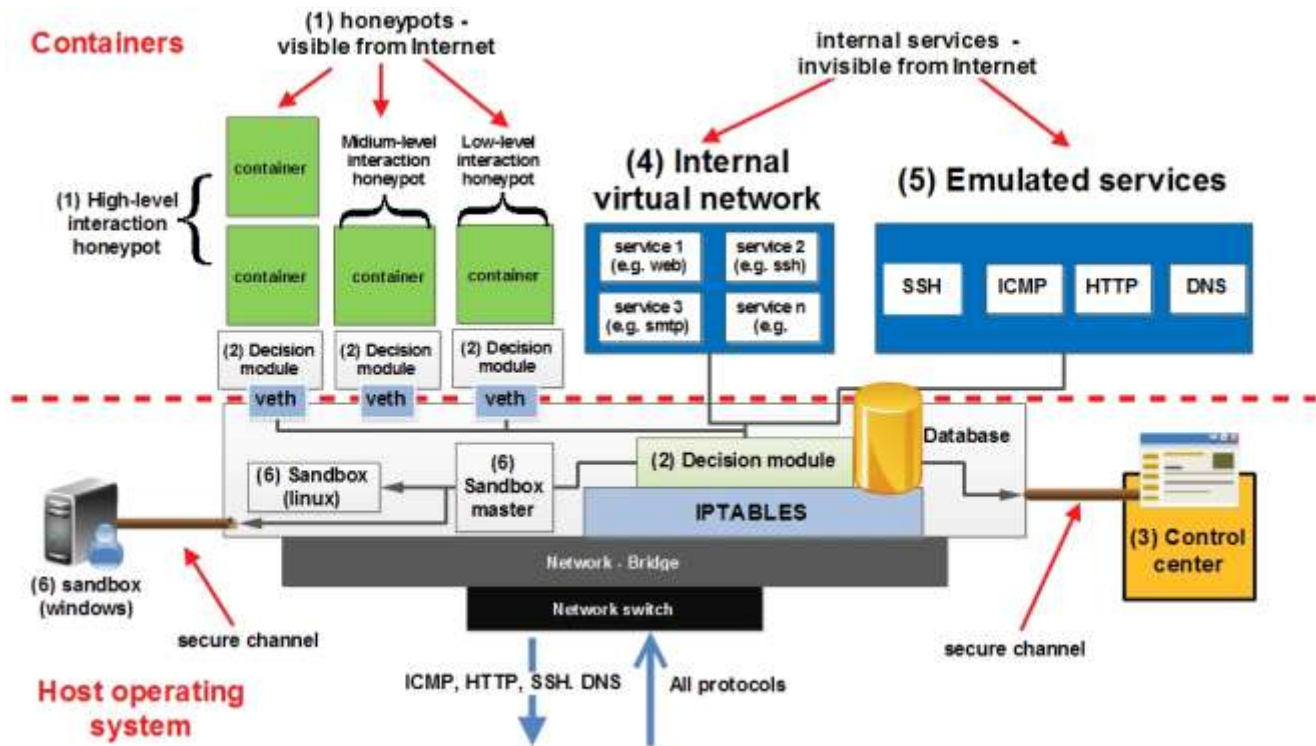 Containers
(1) honeypots -
visible from Internet
internal services -
invisible from Internet
(1) High-level
interaction
honeypot
container
container
Midium-level
interaction
honeypot
container
Low-level
interaction
honeypot
container
(4) Internal
virtual network
service 1
(e.g. web)
service 2
(e.g. ssh)
service 3
(e.g. smtp)
service n
(e.g.
(5) Emulated services
SSH
ICMP
HTTP
DNS
(2) Decision
module
(2) Decision
module
(2) Decision
module
veth
veth
veth
Database
(2) Decision module
(6) Sandbox
(linux)
(6)
Sandbox
master
IPTABLES
(6) sandbox
(windows)
(3) Control
center
Network - Bridge
Network switch
secure channel
secure channel
ICMP, HTTP, SSH. DNS
All protocols
Host operating
system